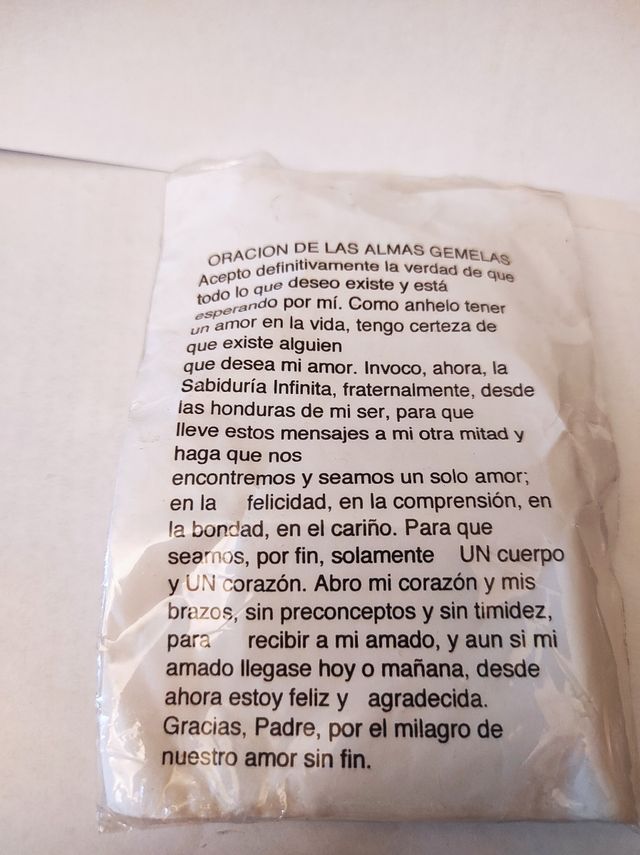 ORACION DE LAS ALMAS GEMELAS
Acepto definitivamente la verdad de que
todo lo que deseo existe y está
esperando por mí. Como anhelo tener
un amor en la vida, tengo certeza de
que existe alguien
que desea mi amor. Invoco, ahora, la
Sabiduría Infinita, fraternalmente, desde
las honduras de mi ser, para que
lleve estos mensajes a mi otra mitad y
haga que nos
encontremos y seamos un solo amor;
en la felicidad, en la comprensión, en
la bondad, en el cariño. Para que
seamos, por fin, solamente UN cuerpo
y UN corazón. Abro mi corazón y mis
brazos, sin preconceptos y sin timidez,
para recibir a mi amado, y aun si mi
amado llegase hoy o mañana, desde
ahora estoy feliz y agradecida.
Gracias, Padre, por el milagro de
nuestro amor sin fin.